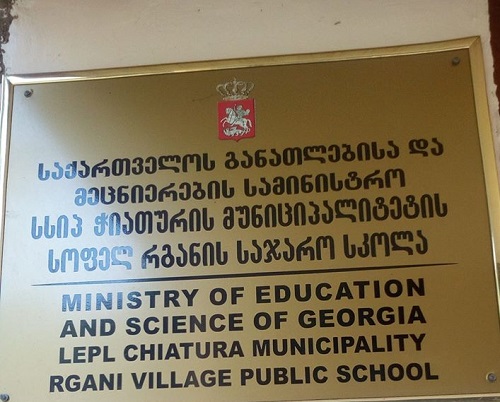 საქართველოს განათლებისა და
მეცნიერების სამინისტრო
სსიპ ჭიათურის მუნიციპალიტეტის
სოფელ რგანის საჯარო სკოლა
MINISTRY OF EDUCATION
AND SCIENCE OF GEORGIA
LEPL CHIATURA MUNICIPALITY
RGANI VILLAGE PUBLIC SCHOOL